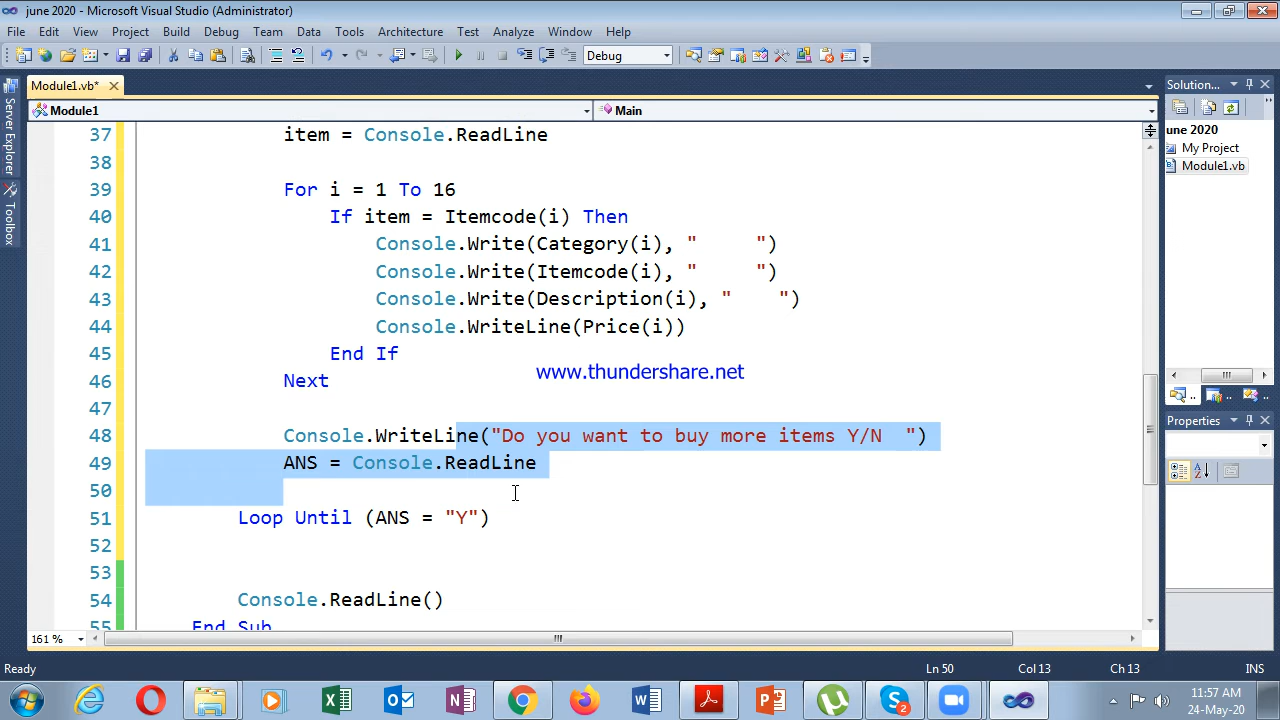 june 2020 - Microsoft Visual Studio (Administrator)
File Edit View Project Build Debug Team Data Tools Architecture Test Analyze Window Help
Debug
Module1.vb*
Solution...
Module1
Main
june 2020
My Project
Module1.vb
Server Explorer
Toolbox
37 item = Console.ReadLine
38
39 For i = 1 To 16
40 If item = Itemcode(i) Then
41 Console.Write(Category(i), "     ")
42 Console.Write(Itemcode(i), "     ")
43 Console.Write(Description(i), "    ")
44 Console.WriteLine(Price(i))
45 End If
46 Next
www.thundershare.net
47
48 Console.WriteLine("Do you want to buy more items Y/N  ")
49 ANS = Console.ReadLine
50
51 Loop Until (ANS = "Y")
52
53
54 Console.ReadLine()
55 End Sub
Properties
161 %
Ready
Ln 50 Col 13 Ch 13 INS
2
11:57 AM
24-May-20